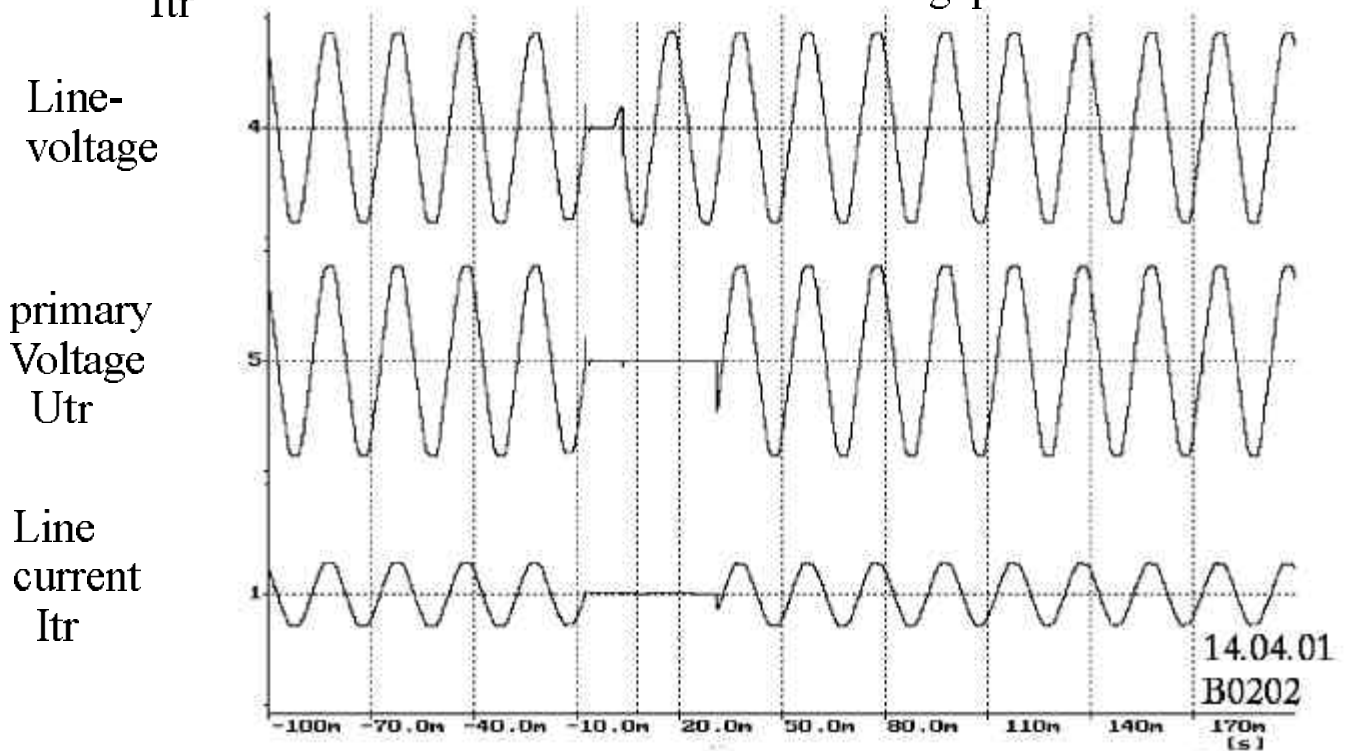 Itr
Line-
voltage
4
primary
Voltage
Utr
5
Line
current
Itr
1
14.04.01
B0202
-100m -70.0m -40.0m -10.0m 20.0m 50.0m 80.0m 110m 140m 170m
[s]